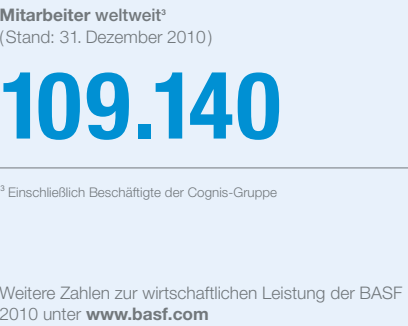 Mitarbeiter weltweit³
(Stand: 31. Dezember 2010)
109.140
³ Einschließlich Beschäftigte der Cognis-Gruppe
Weitere Zahlen zur wirtschaftlichen Leistung der BASF
2010 unter www.basf.com